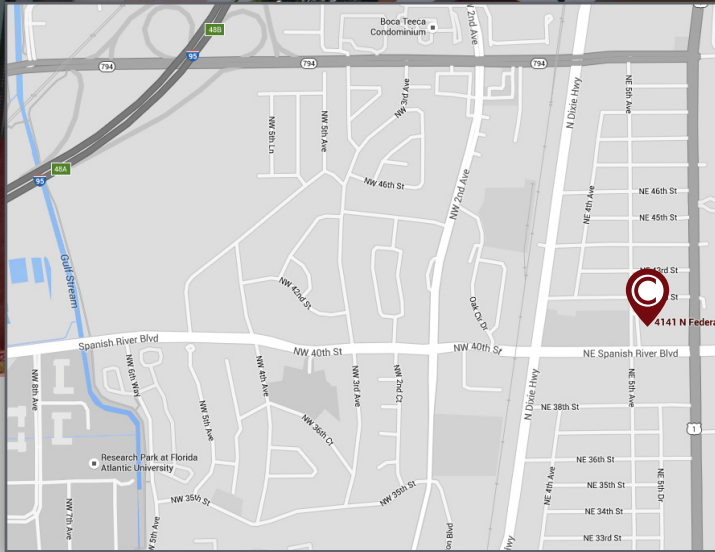 Boca Teeca
Condominium
W 2nd Ave
48B
95
794
794
794
NE 5th Ave
N Dixie Hwy
NW 3rd Ave
NW 5th Ln
NW 5th Ave
48A
95
NW 46th St
NW 2nd Ave
NE 4th Ave
NE 46th St
NE 45th St
Gulf Stream
NE 43rd St
C
St
4141 N Federa
NW 42nd St
Oak Cir Dr
Spanish River Blvd
NW 40th St
NW 40th St
NE Spanish River Blvd
NW 8th Ave
NW 6th Way
NW 5th Ave
NW 4th Ave
NW 3rd Ave
NW 2nd Ct
N Dixie Hwy
NE 5th Ave
NE 38th St
1
NW 36th Ct
Research Park at Florida
Atlantic University
NE 36th St
NE 4th Ave
NE 35th St
NE 5th Dr
NW 35th St
NW 35th St
NW 7th Ave
W 5th Ave
NE 34th St
on Blvd
Hwy
NE 33rd St